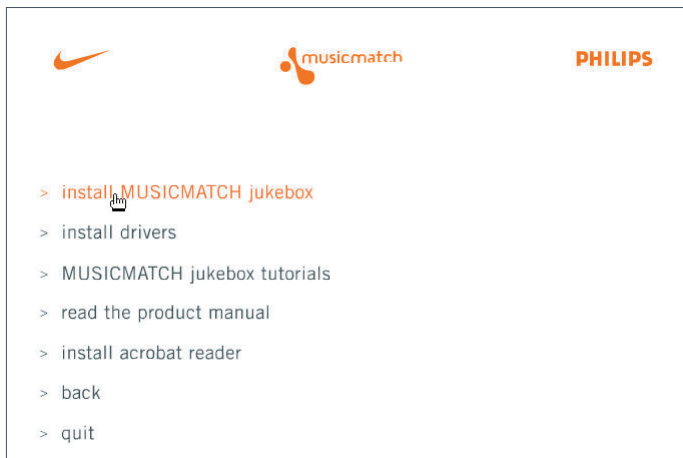 musicmatch
PHILIPS
> install MUSICMATCH jukebox
> install drivers
> MUSICMATCH jukebox tutorials
> read the product manual
> install acrobat reader
> back
> quit